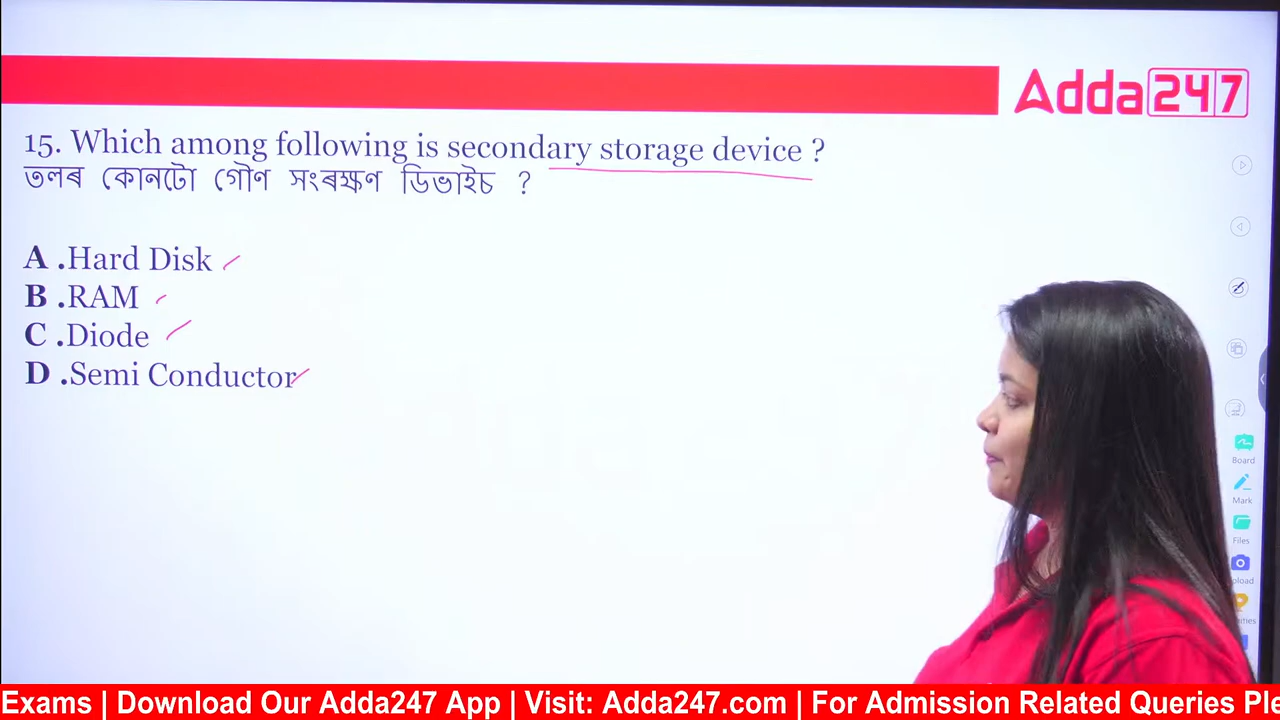 Adda247
15. Which among following is secondary storage device ?
তলৰ কোনটো গৌণ সংৰক্ষণ ডিভাইচ ?
A .Hard Disk
B .RAM
C .Diode
D .Semi Conductor
Board
Mark
Files
Exams | Download Our Adda247 App | Visit: Adda247.com | For Admission Related Queries Ple